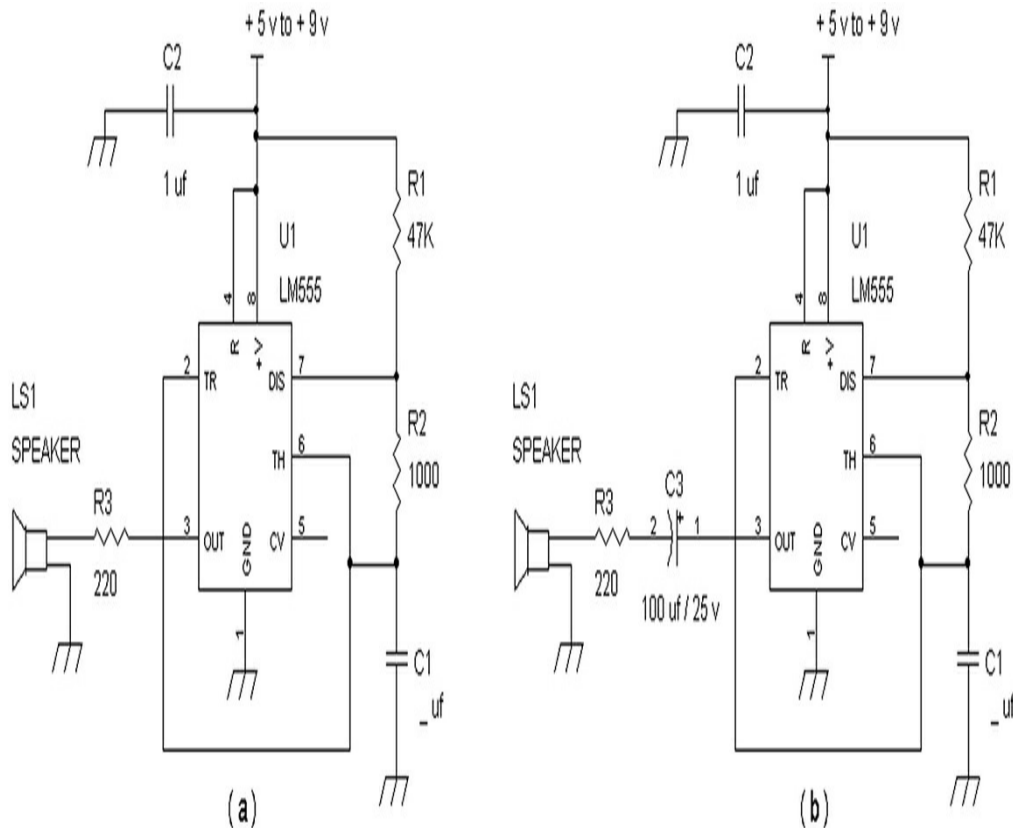 + 5 v to + 9 v
C2
1 uf
R1
47K
U1
LM555
4
8
R
+V
2
TR
DIS
7
LS1
SPEAKER
TH
6
R2
1000
R3
220
3
OUT
GND
CV
5
1
C1
_ uf
(a)
+ 5 v to + 9 v
C2
1 uf
R1
47K
U1
LM555
4
8
R
+V
2
TR
DIS
7
LS1
SPEAKER
TH
6
R2
1000
R3
220
C3
2
+
1
100 uf / 25 v
3
OUT
GND
CV
5
1
C1
_ uf
(b)